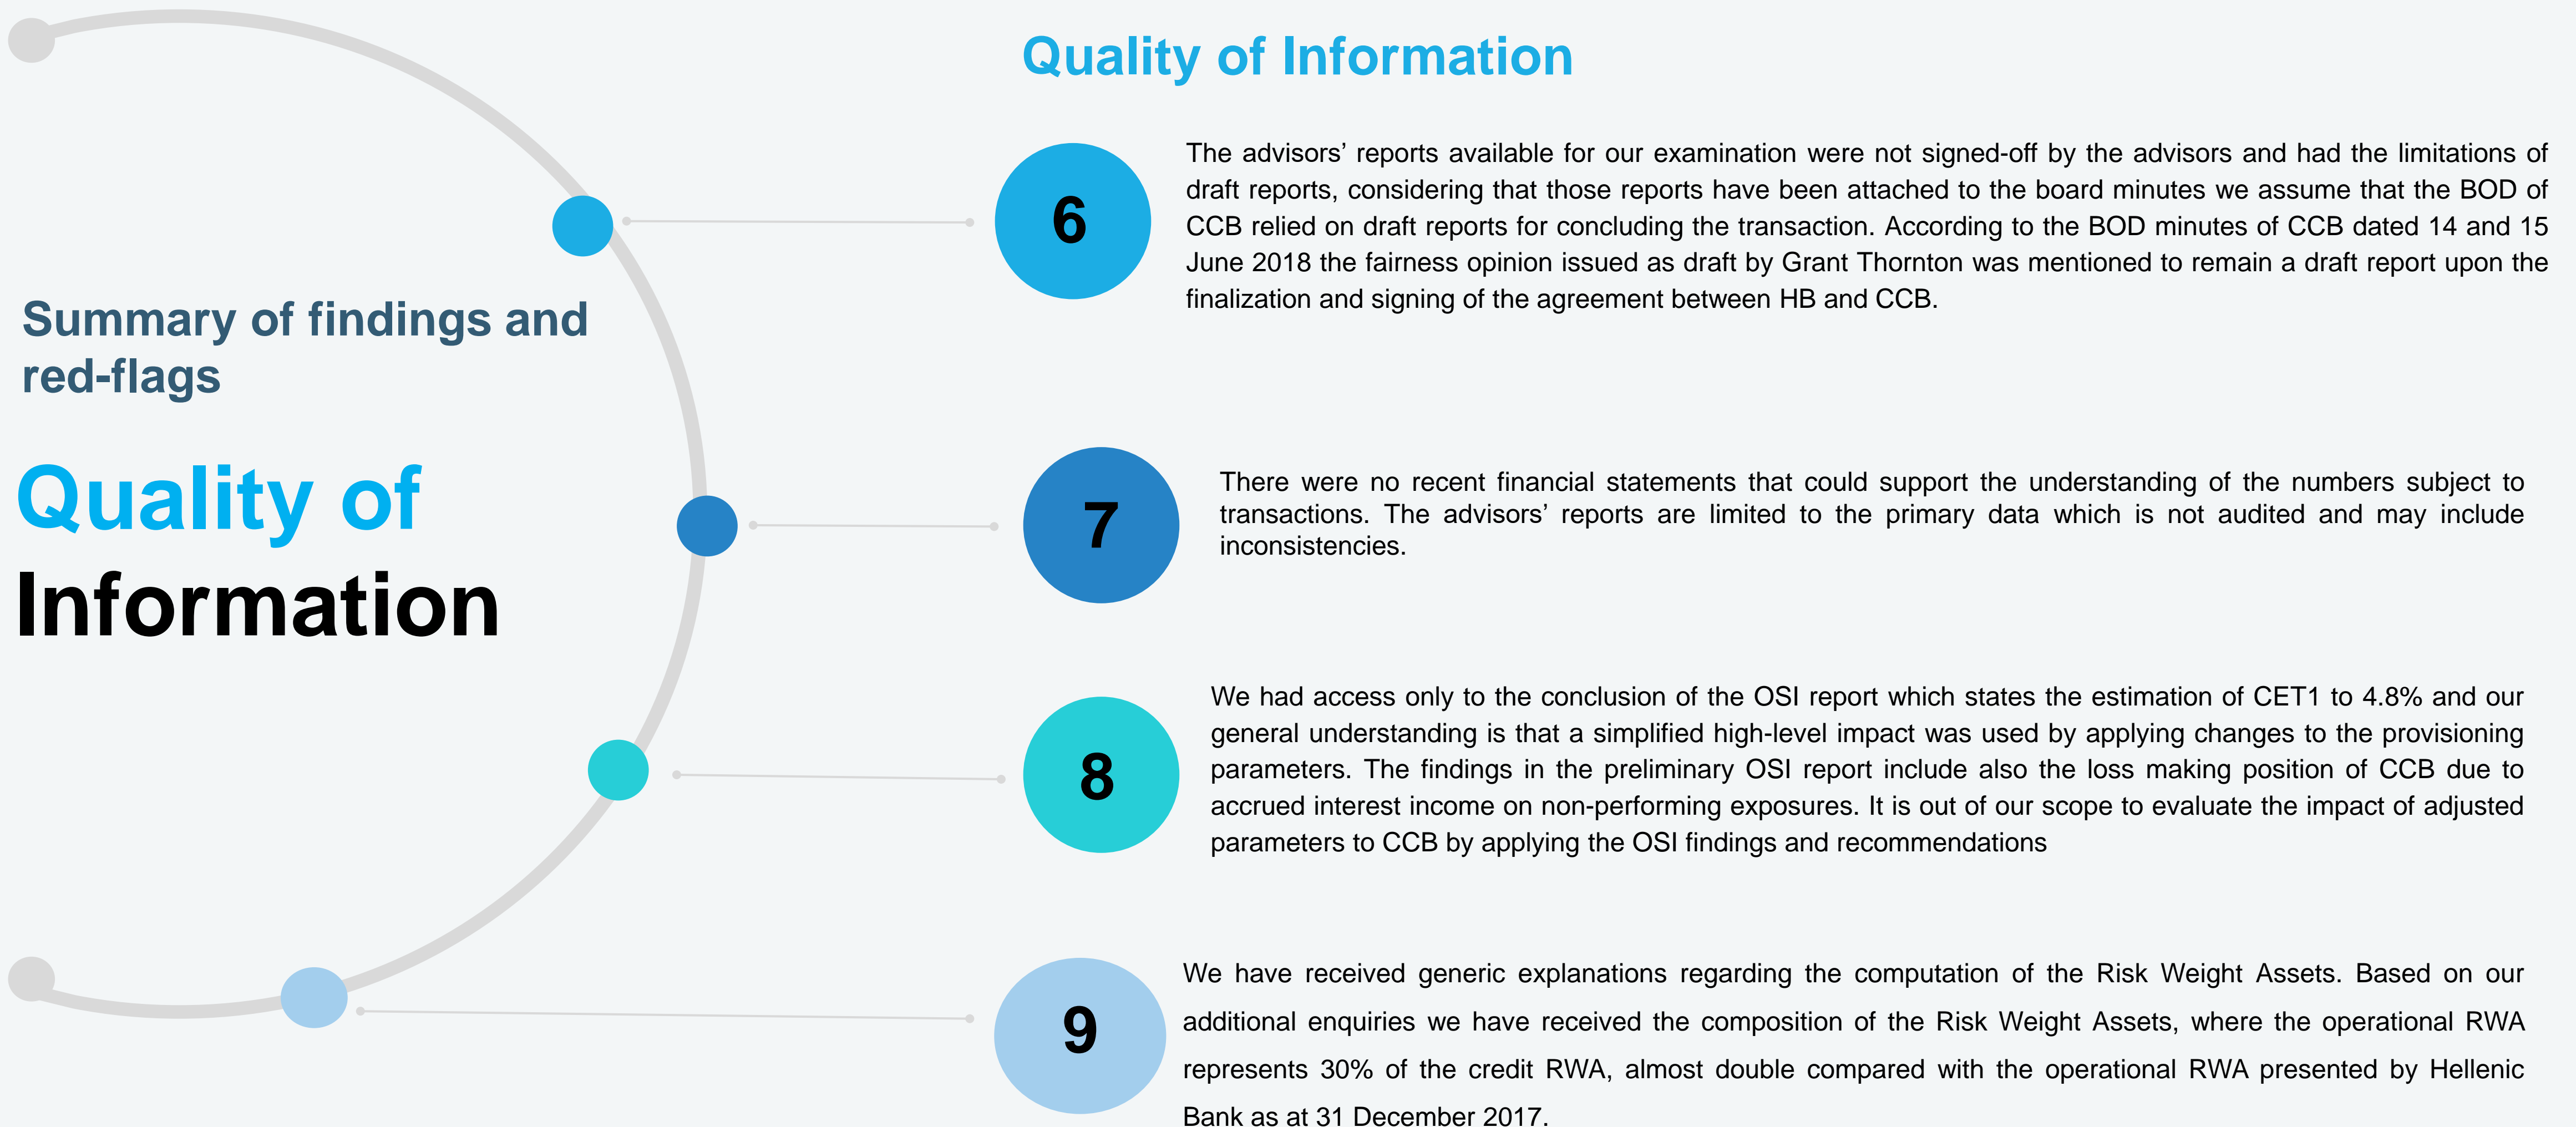 Summary of findings and
red-flags
Quality of
Information
Quality of Information
6
The advisors’ reports available for our examination were not signed-off by the advisors and had the limitations of
draft reports, considering that those reports have been attached to the board minutes we assume that the BOD of
CCB relied on draft reports for concluding the transaction. According to the BOD minutes of CCB dated 14 and 15
June 2018 the fairness opinion issued as draft by Grant Thornton was mentioned to remain a draft report upon the
finalization and signing of the agreement between HB and CCB.
7
There were no recent financial statements that could support the understanding of the numbers subject to
transactions. The advisors’ reports are limited to the primary data which is not audited and may include
inconsistencies.
8
We had access only to the conclusion of the OSI report which states the estimation of CET1 to 4.8% and our
general understanding is that a simplified high-level impact was used by applying changes to the provisioning
parameters. The findings in the preliminary OSI report include also the loss making position of CCB due to
accrued interest income on non-performing exposures. It is out of our scope to evaluate the impact of adjusted
parameters to CCB by applying the OSI findings and recommendations
9
We have received generic explanations regarding the computation of the Risk Weight Assets. Based on our
additional enquiries we have received the composition of the Risk Weight Assets, where the operational RWA
represents 30% of the credit RWA, almost double compared with the operational RWA presented by Hellenic
Bank as at 31 December 2017.